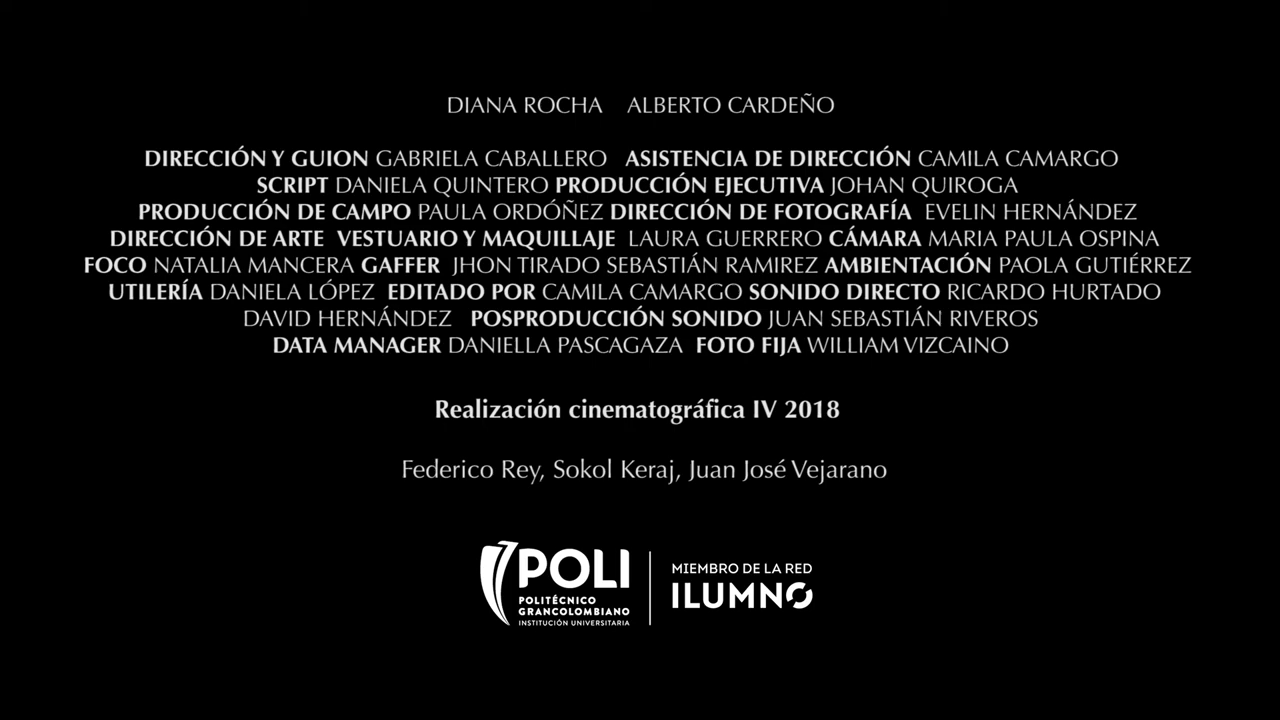 DIANA ROCHA ALBERTO CARDEÑO
DIRECCIÓN Y GUION GABRIELA CABALLERO ASISTENCIA DE DIRECCIÓN CAMILA CAMARGO
SCRIPT DANIELA QUINTERO PRODUCCIÓN EJECUTIVA JOHAN QUIROGA
PRODUCCIÓN DE CAMPO PAULA ORDÓÑEZ DIRECCIÓN DE FOTOGRAFÍA EVELIN HERNÁNDEZ
DIRECCIÓN DE ARTE VESTUARIO Y MAQUILLAJE LAURA GUERRERO CÁMARA MARIA PAULA OSPINA
FOCO NATALIA MANCERA GAFFER JHON TIRADO SEBASTIÁN RAMIREZ AMBIENTACIÓN PAOLA GUTIÉRREZ
UTILERÍA DANIELA LÓPEZ EDITADO POR CAMILA CAMARGO SONIDO DIRECTO RICARDO HURTADO
DAVID HERNÁNDEZ POSPRODUCCIÓN SONIDO JUAN SEBASTIÁN RIVEROS
DATA MANAGER DANIELLA PASCAGAZA FOTO FIJA WILLIAM VIZCAINO
Realización cinematográfica IV 2018
Federico Rey, Sokol Keraj, Juan José Vejarano
POLI
POLITÉCNICO
GRANCOLOMBIANO
INSTITUCIÓN UNIVERSITARIA
MIEMBRO DE LA RED
ILUMNO